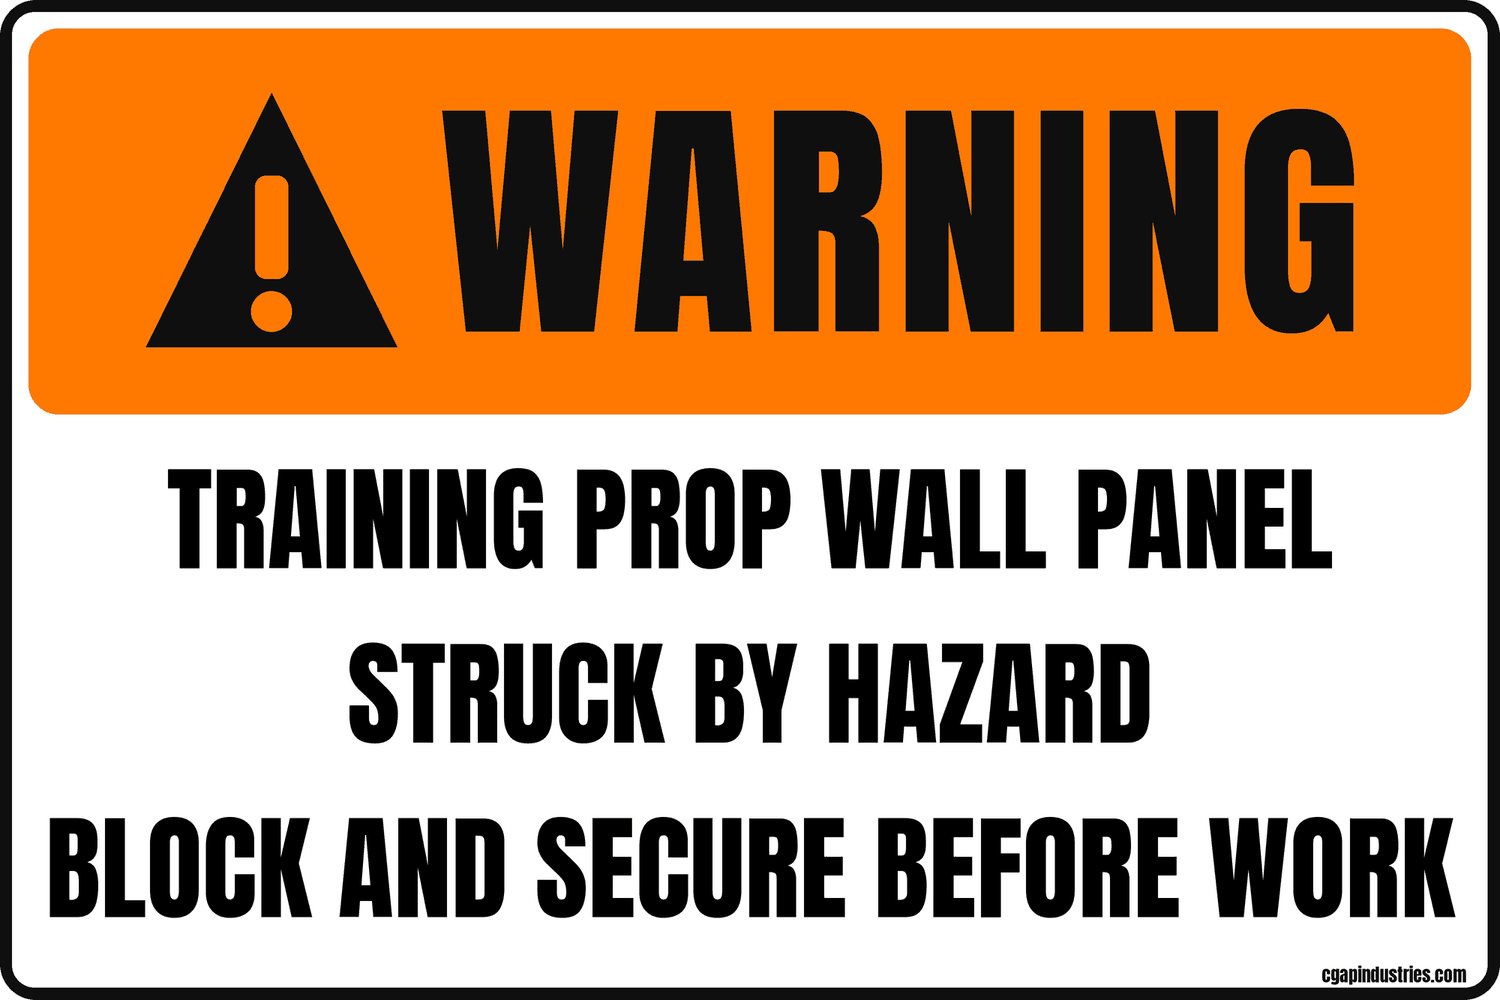 WARNING
TRAINING PROP WALL PANEL
STRUCK BY HAZARD
BLOCK AND SECURE BEFORE WORK
cgapindustries.com